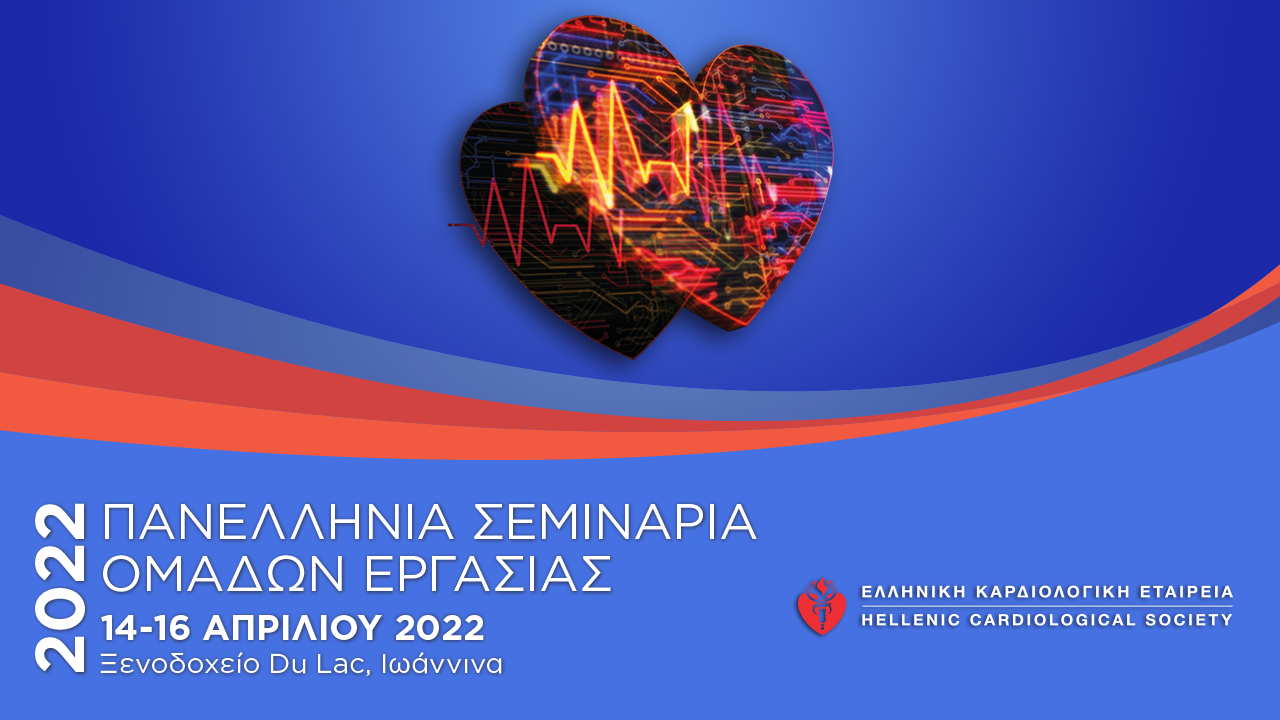 2022
ΠΑΝΕΛΛΗΝΙΑ ΣΕΜΙΝΑΡΙΑ
ΟΜΑΔΩΝ ΕΡΓΑΣΙΑΣ
14-16 ΑΠΡΙΛΙΟΥ 2022
Ξενοδοχείο Du Lac, Ιωάννινα
ΕΛΛΗΝΙΚΗ ΚΑΡΔΙΟΛΟΓΙΚΗ ΕΤΑΙΡΕΙΑ
HELLENIC CARDIOLOGICAL SOCIETY